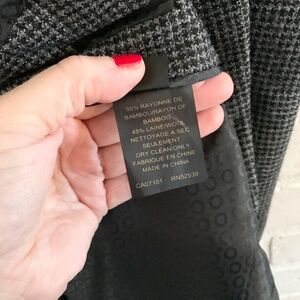 55% RAYONNE DE
BAMBOU/RAYON OF
BAMBOO
45% LAINE/WOOL
NETTOYAGE A SEC
SEULEMENT
DRY CLEAN ONLY
FABRIQUE EN CHINE
MADE IN CHINA
CA07101 RN52539